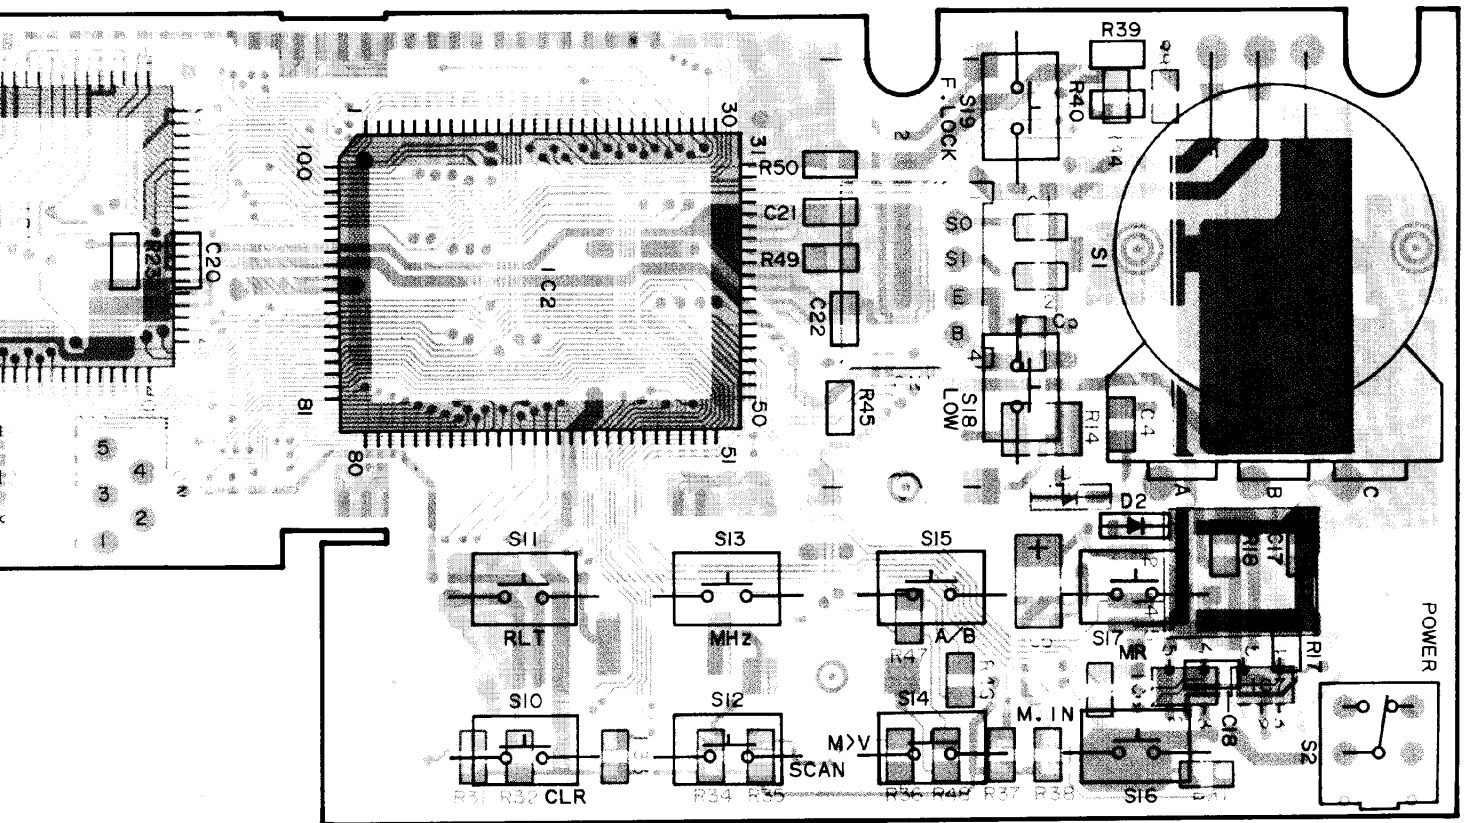 R39
S19
F.LOCK
R40
30
31
100
R50
C21
S0
R49
S1
S1
R23
C20
IC2
E
C22
B
4
S18
LOW
R45
R14
C4
81
50
80
51
5
4
3
2
1
A
B
C
D2
S11
S13
S15
+
R18
C17
RLT
MHz
A/B
S17
MR
R47
R17
POWER
S10
S12
S14
M.IN
M>V
C18
S2
SCAN
R31
R32
CLR
R34
R35
R36
R48
R37
R38
S16